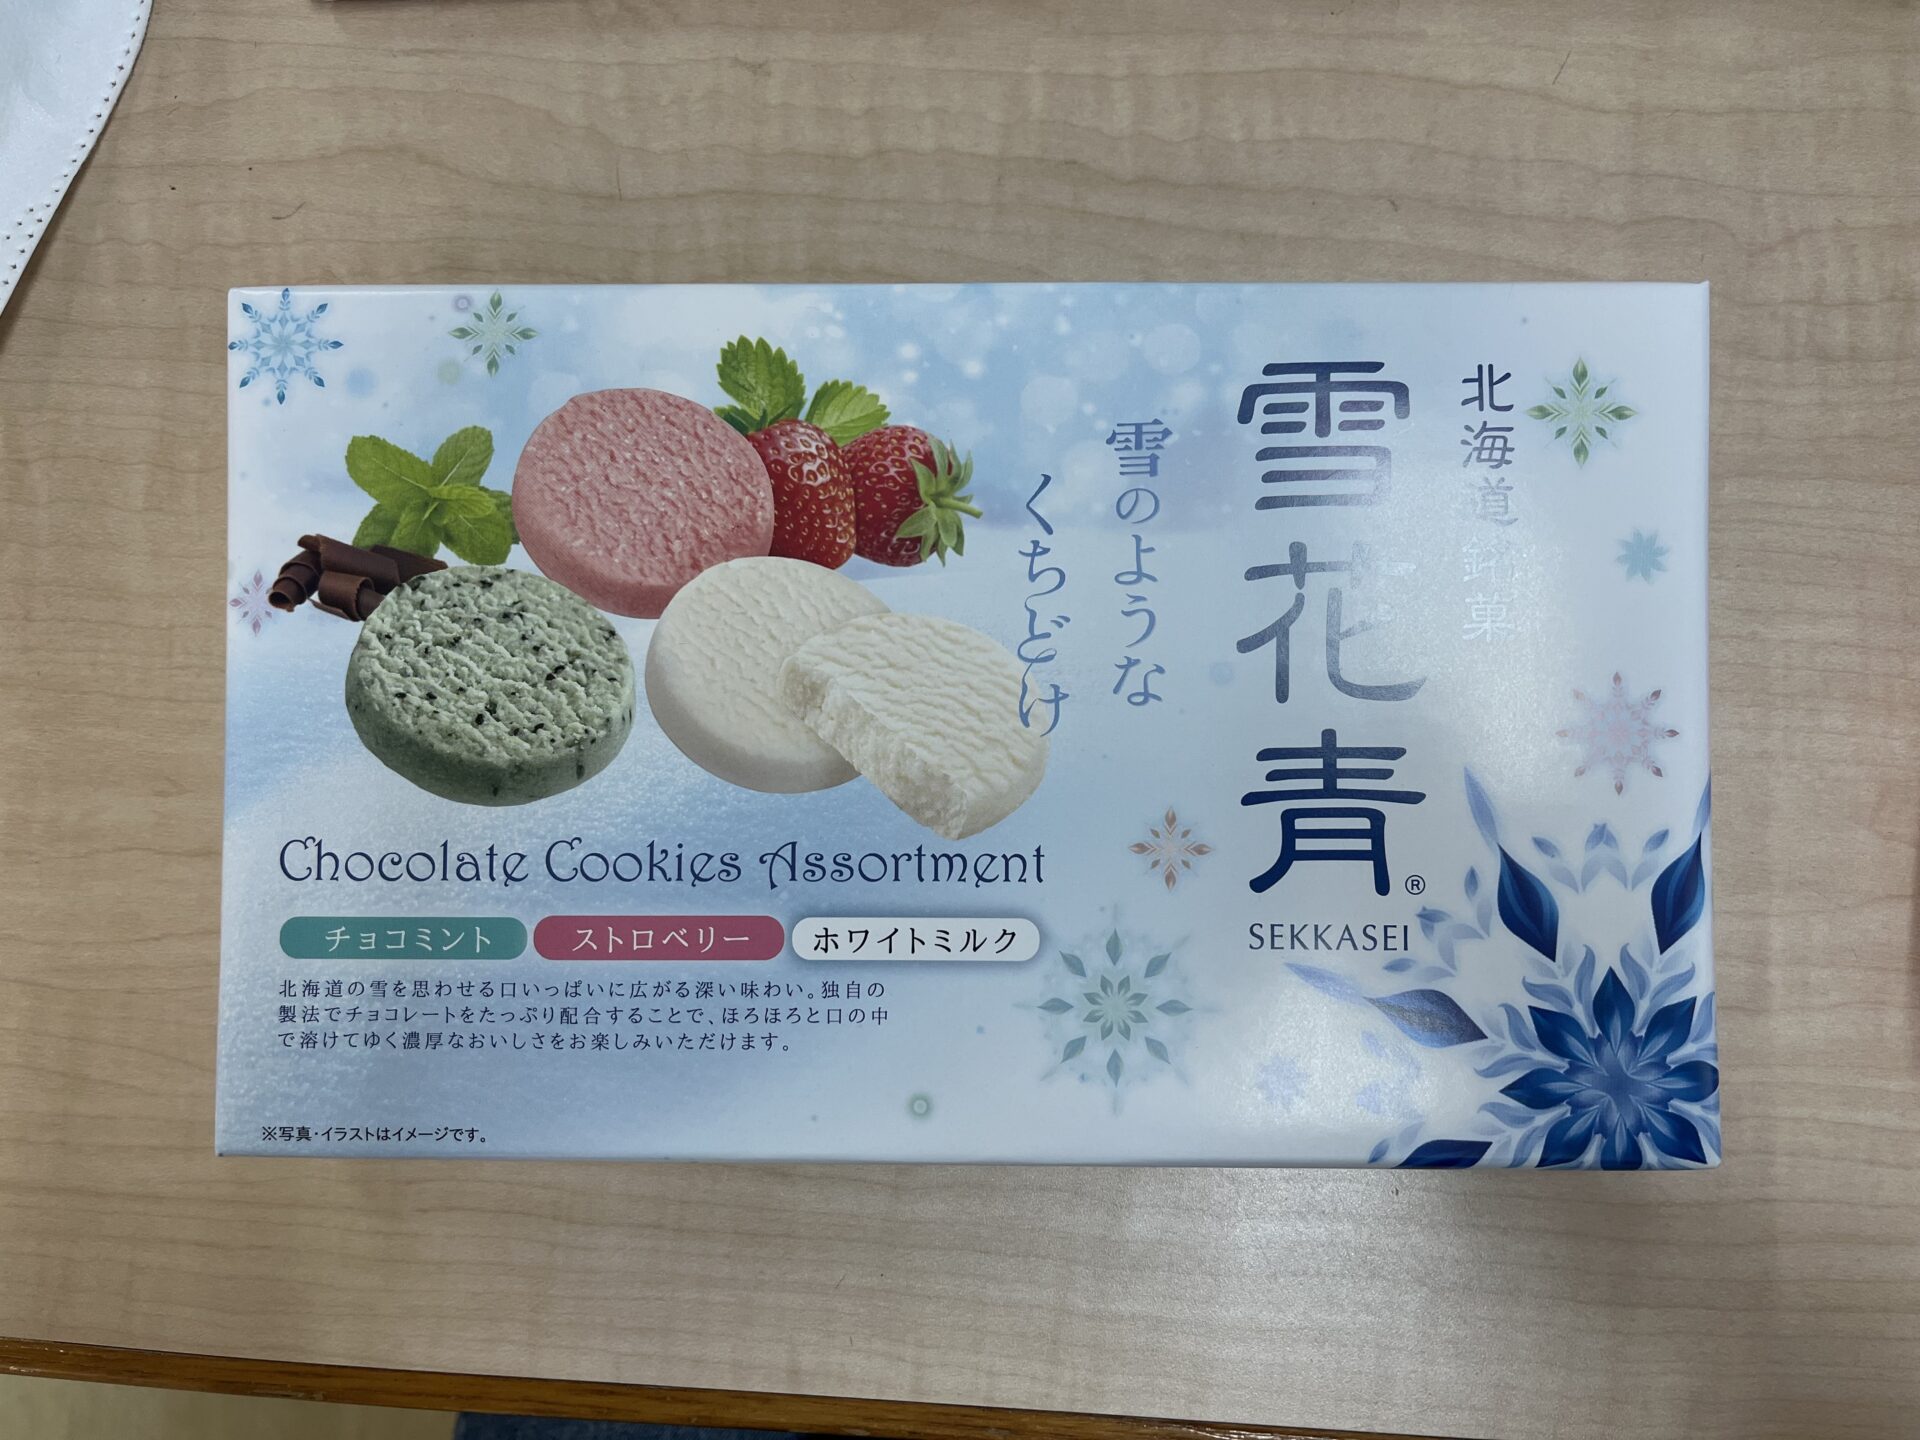 北海道銘菓
雪花青®
SEKKASEI
雪のような
くちどけ
Chocolate Cookies Assortment
チョコミント
ストロベリー
ホワイトミルク
北海道の雪を思わせる口いっぱいに広がる深い味わい。独自の
製法でチョコレートをたっぷり配合することで、ほろほろと口の中
で溶けてゆく濃厚なおいしさをお楽しみいただけます。
※写真・イラストはイメージです。